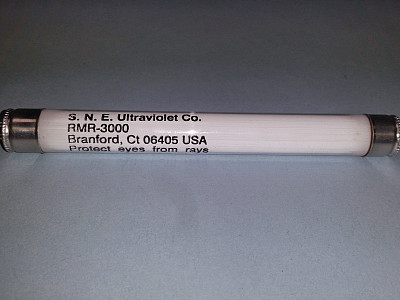 S. N. E. Ultraviolet Co.
RMR-3000
Branford, Ct 06405 USA
Protect eyes from rays